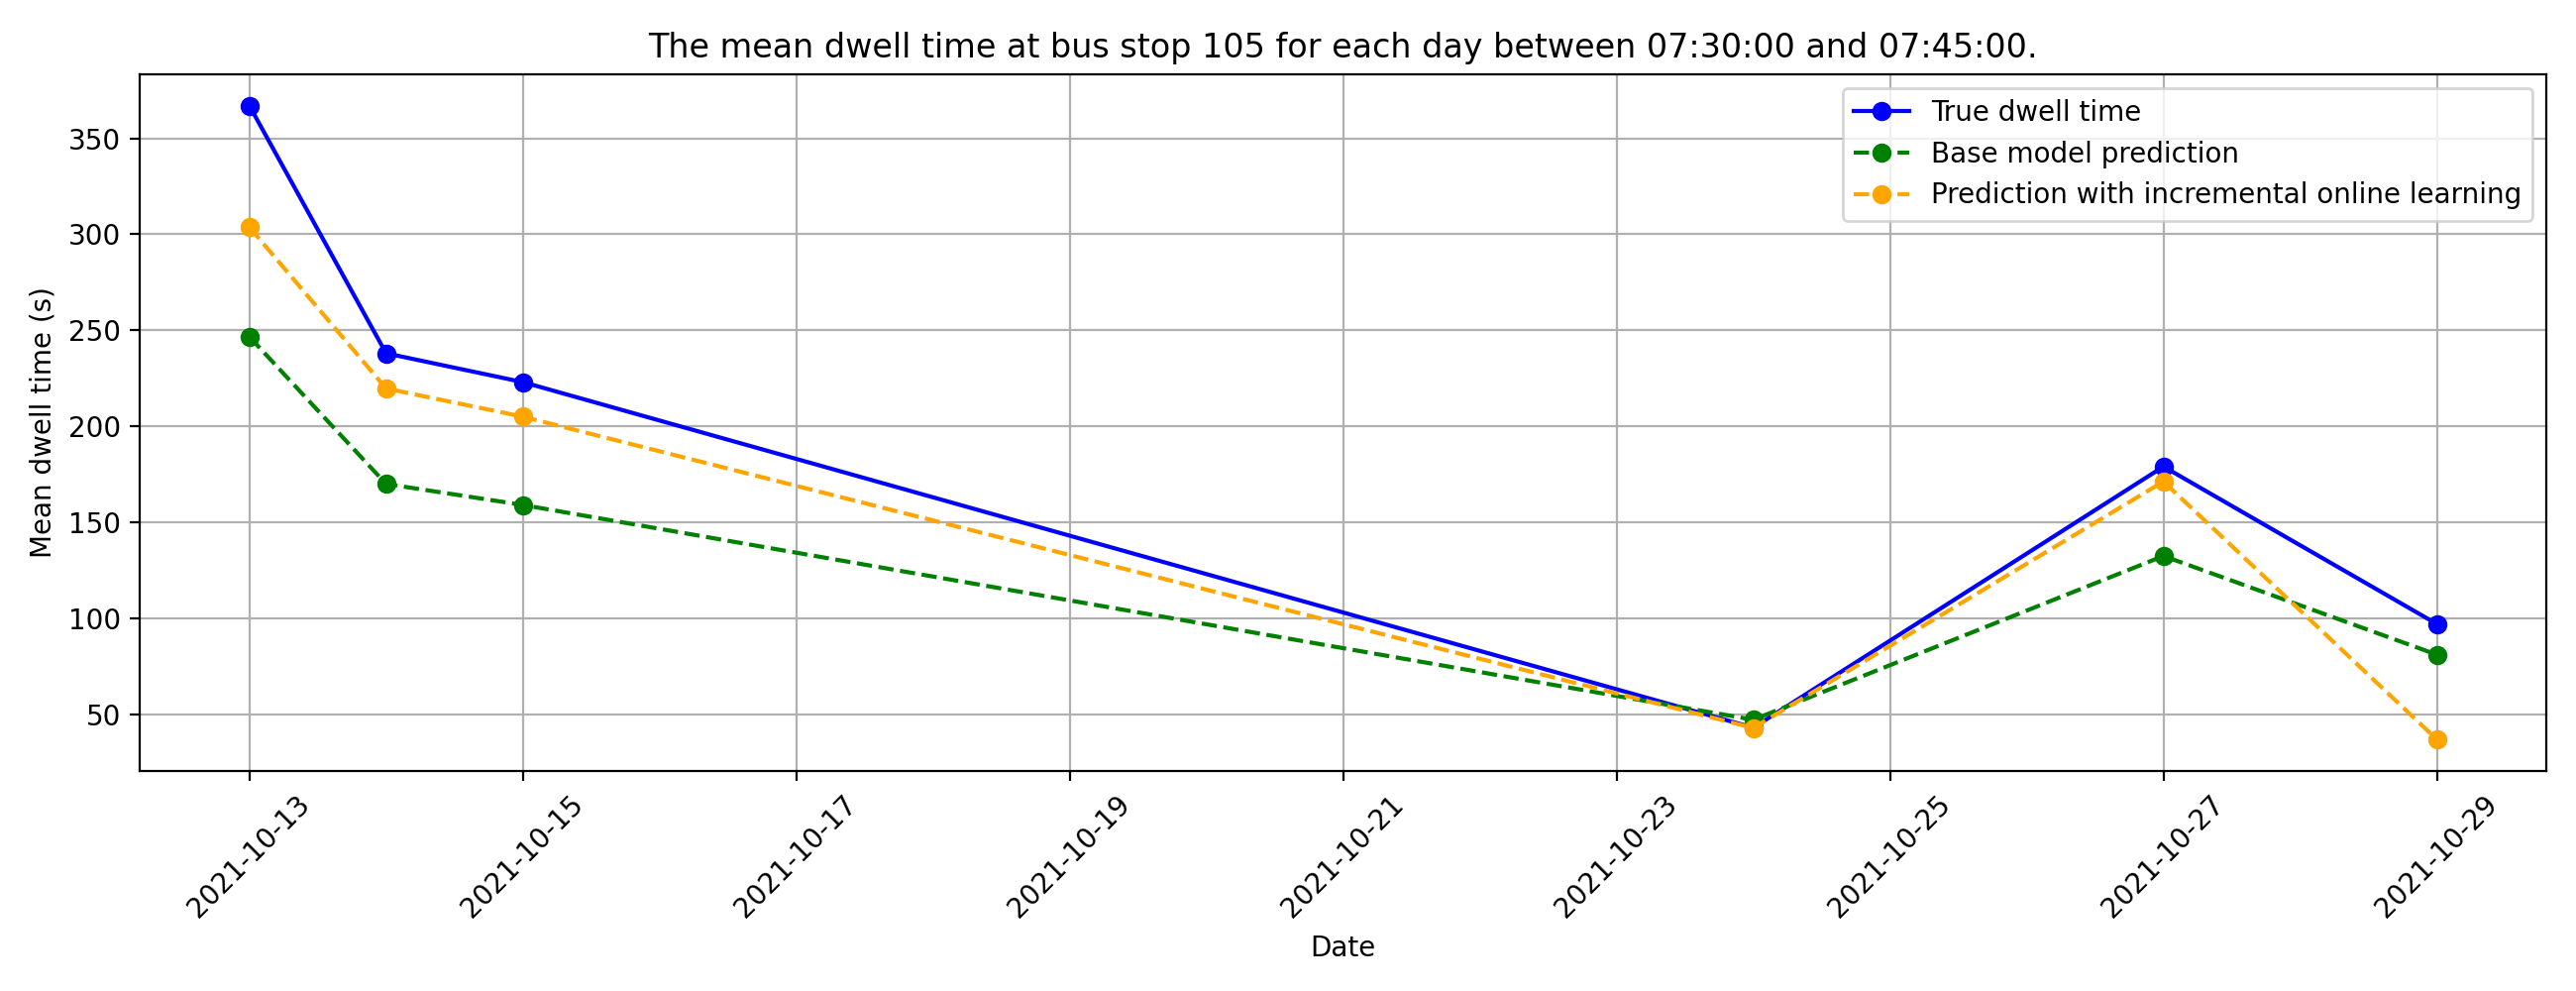 The mean dwell time at bus stop 105 for each day between 07:30:00 and 07:45:00.
True dwell time
Base model prediction
Prediction with incremental online learning
Mean dwell time (s)
350
300
250
200
150
100
50
2021-10-13
2021-10-15
2021-10-17
2021-10-19
2021-10-21
2021-10-23
2021-10-25
2021-10-27
2021-10-29
Date